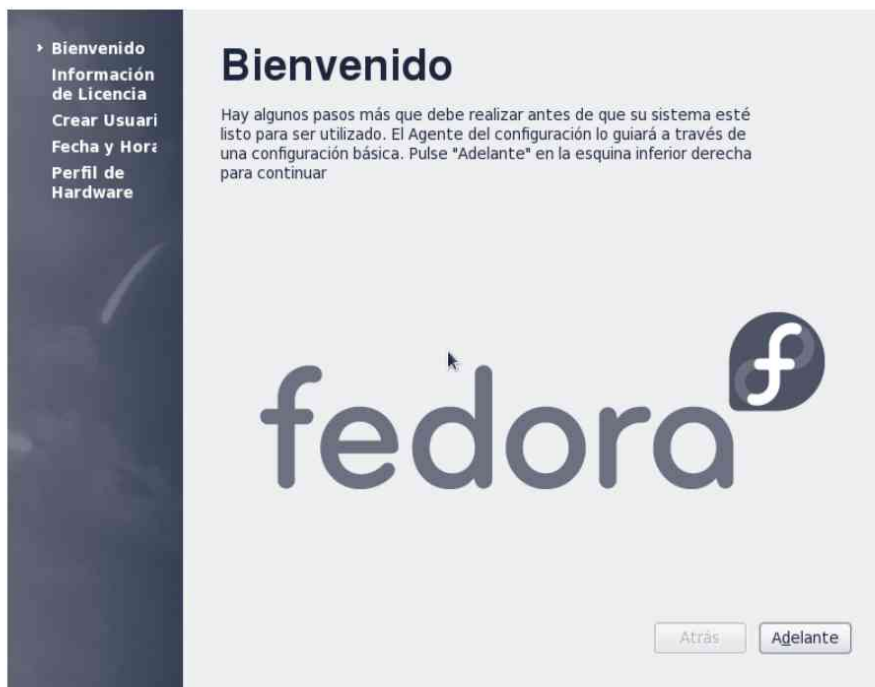 Bienvenido
Información
de Licencia
Crear Usuari
Fecha y Hora
Perfil de
Hardware
Bienvenido
Hay algunos pasos más que debe realizar antes de que su sistema esté
listo para ser utilizado. El Agente del configuración lo guiará a través de
una configuración básica. Pulse "Adelante" en la esquina inferior derecha
para continuar
fedora
Atrás
Adelante